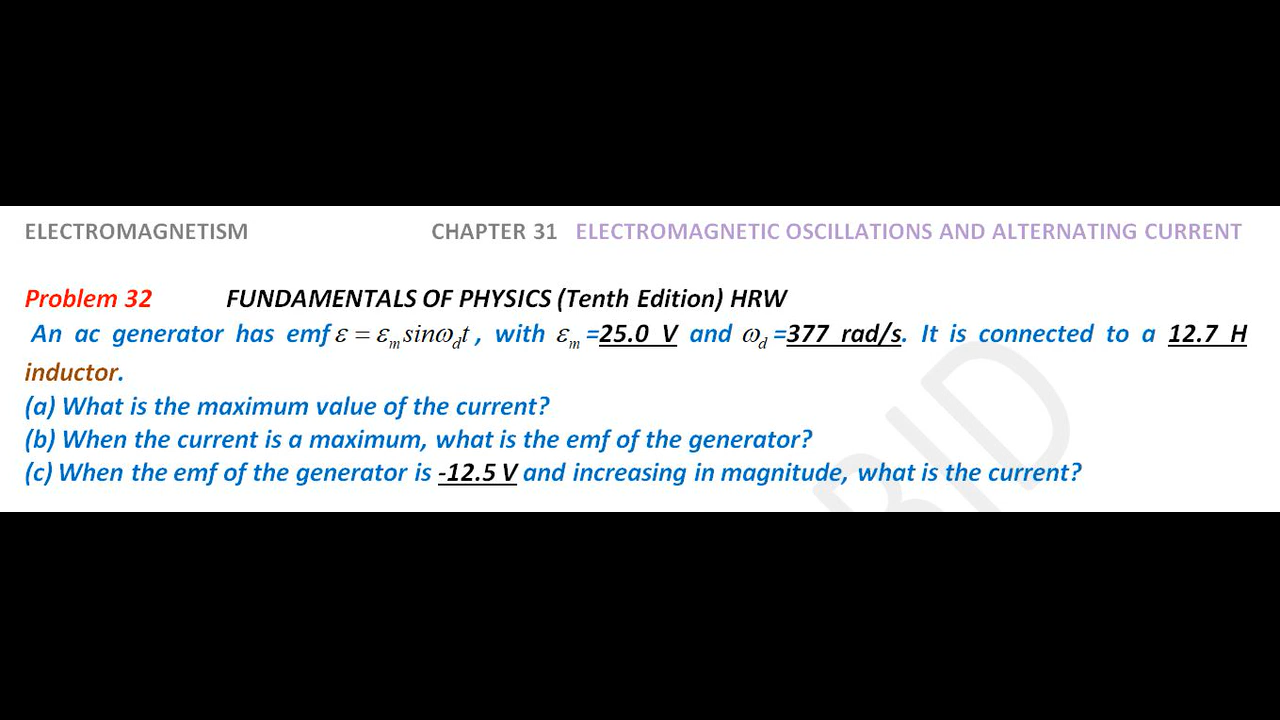 ELECTROMAGNETISM CHAPTER 31 ELECTROMAGNETIC OSCILLATIONS AND ALTERNATING CURRENT
Problem 32 FUNDAMENTALS OF PHYSICS (Tenth Edition) HRW
An ac generator has emf ε = εₘ sinω_d t , with εₘ =25.0 V and ω_d =377 rad/s. It is connected to a 12.7 H
inductor.
(a) What is the maximum value of the current?
(b) When the current is a maximum, what is the emf of the generator?
(c) When the emf of the generator is -12.5 V and increasing in magnitude, what is the current?